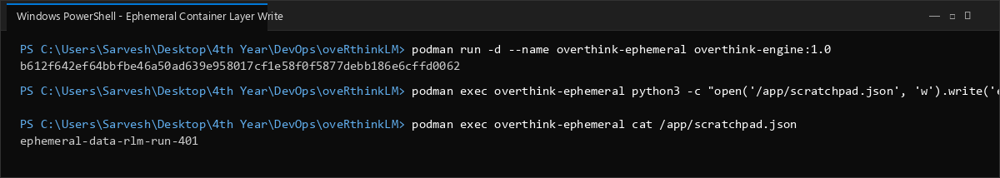 Windows PowerShell - Ephemeral Container Layer Write
PS C:\Users\Sarvesh\Desktop\4th Year\DevOps\oveRthinkLM> podman run -d --name overthink-ephemeral overthink-engine:1.0
b612f642ef64bbfbe46a50ad639e958017cf1e58f0f5877debb186e6cffd0062
PS C:\Users\Sarvesh\Desktop\4th Year\DevOps\oveRthinkLM> podman exec overthink-ephemeral python3 -c "open('/app/scratchpad.json', 'w').write('e
PS C:\Users\Sarvesh\Desktop\4th Year\DevOps\oveRthinkLM> podman exec overthink-ephemeral cat /app/scratchpad.json
ephemeral-data-rlm-run-401